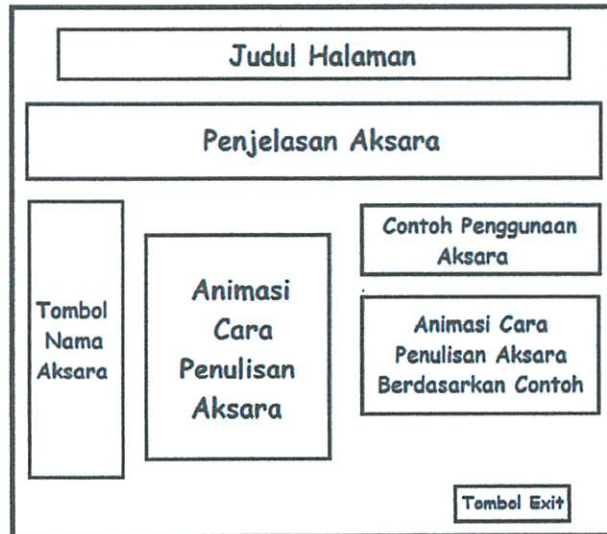 Judul Halaman
Penjelasan Aksara
Tombol
Nama
Aksara
Animasi
Cara
Penulisan
Aksara
Contoh Penggunaan
Aksara
Animasi Cara
Penulisan Aksara
Berdasarkan Contoh
Tombol Exit